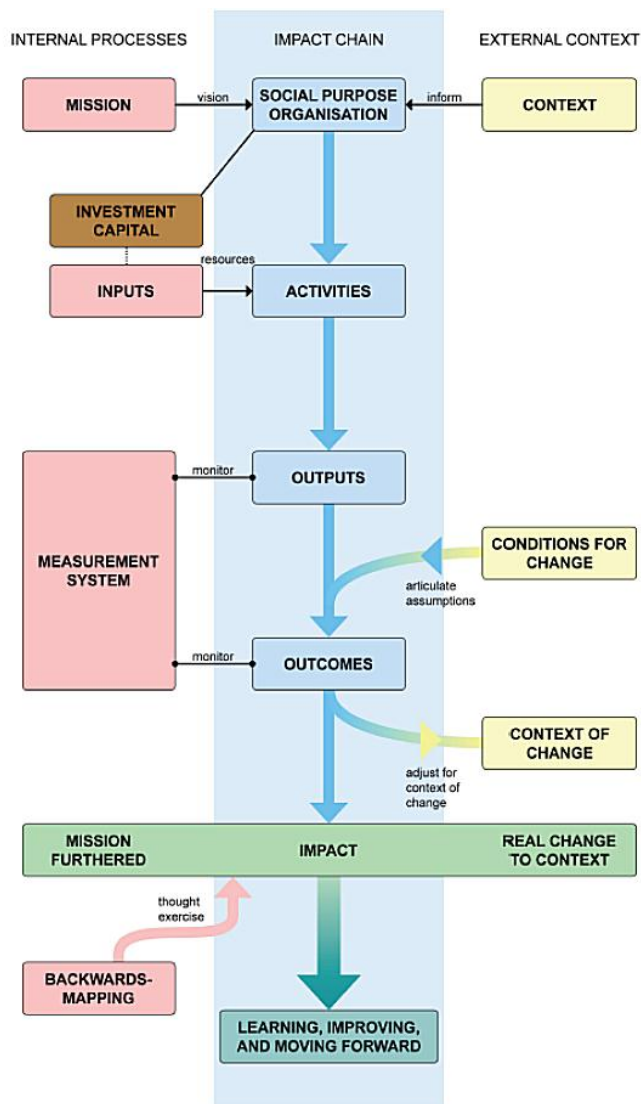 INTERNAL PROCESSES
IMPACT CHAIN
EXTERNAL CONTEXT
MISSION
vision
SOCIAL PURPOSE
ORGANISATION
inform
CONTEXT
INVESTMENT
CAPITAL
INPUTS
resources
ACTIVITIES
MEASUREMENT
SYSTEM
monitor
OUTPUTS
CONDITIONS FOR
CHANGE
articulate
assumptions
monitor
OUTCOMES
CONTEXT OF
CHANGE
adjust for
context of
change
MISSION
FURTHERED
IMPACT
REAL CHANGE
TO CONTEXT
thought
exercise
BACKWARDS-
MAPPING
LEARNING, IMPROVING,
AND MOVING FORWARD